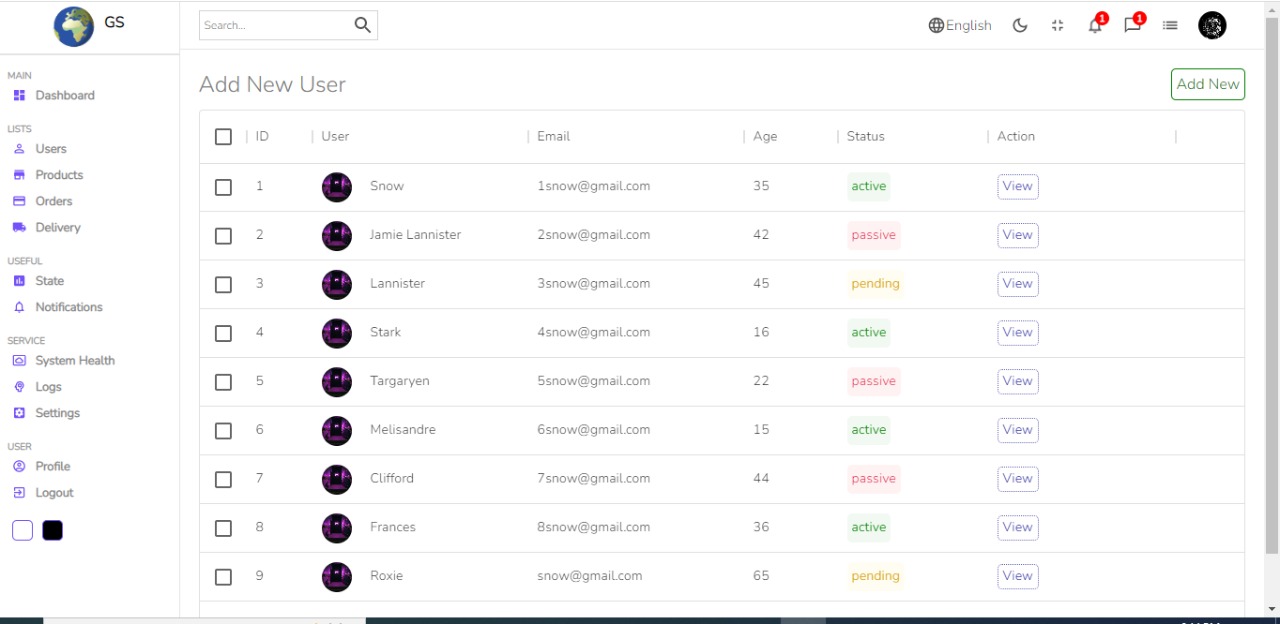 GS
Search...
English
1
1
MAIN
Dashboard
LISTS
Users
Products
Orders
Delivery
USEFUL
State
Notifications
SERVICE
System Health
Logs
Settings
USER
Profile
Logout
Add New User
Add New
ID User Email Age Status Action
1 Snow 1snow@gmail.com 35 active View
2 Jamie Lannister 2snow@gmail.com 42 passive View
3 Lannister 3snow@gmail.com 45 pending View
4 Stark 4snow@gmail.com 16 active View
5 Targaryen 5snow@gmail.com 22 passive View
6 Melisandre 6snow@gmail.com 15 active View
7 Clifford 7snow@gmail.com 44 passive View
8 Frances 8snow@gmail.com 36 active View
9 Roxie snow@gmail.com 65 pending View